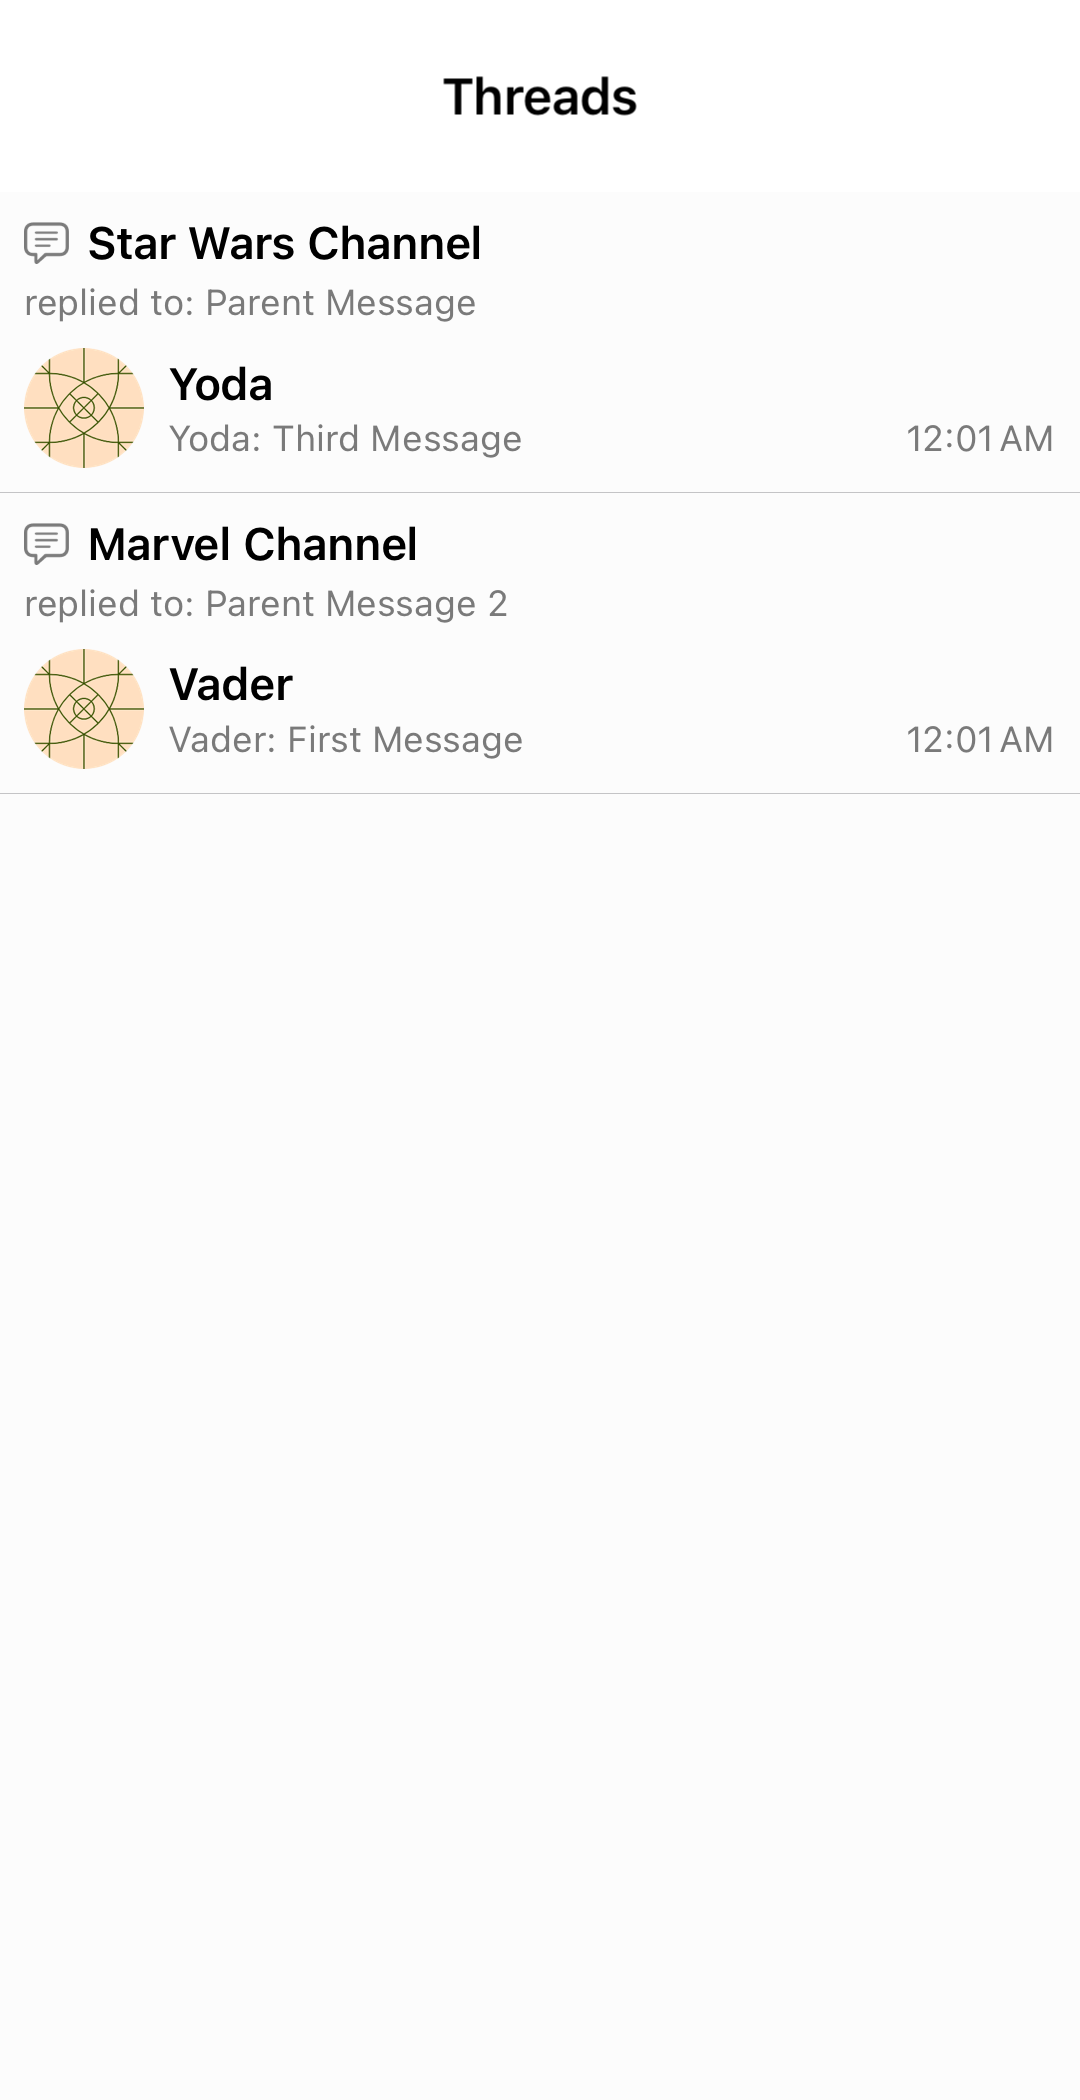 Threads
Star Wars Channel
replied to: Parent Message
Yoda
Yoda: Third Message 12:01 AM
Marvel Channel
replied to: Parent Message 2
Vader
Vader: First Message 12:01 AM